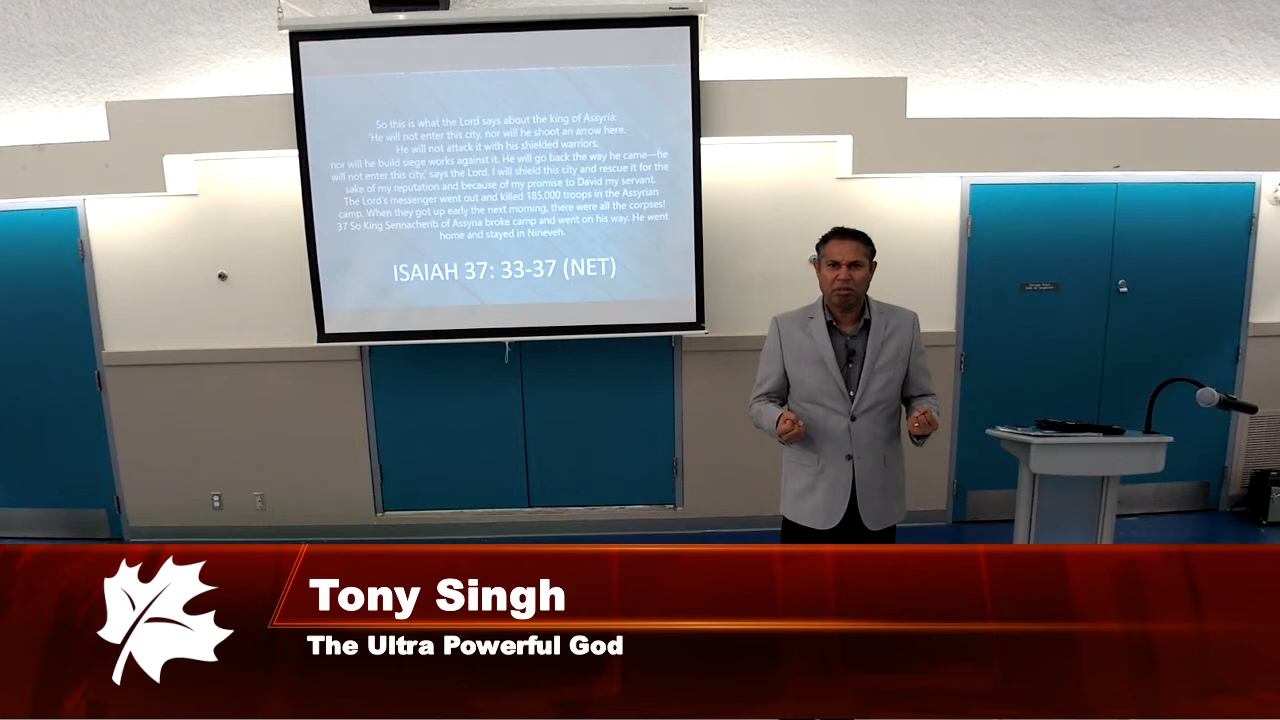 So this is what the Lord says about the king of Assyria:
'He will not enter this city, nor will he shoot an arrow here.
He will not attack it with his shielded warriors,
nor will he build siege works against it. He will go back the way he came—he
will not enter this city,' says the Lord. I will shield this city and rescue it for the
sake of my reputation and because of my promise to David my servant.
The Lord's messenger went out and killed 185,000 troops in the Assyrian
camp. When they got up early the next morning, there were all the corpses!
37 So King Sennacherib of Assyria broke camp and went on his way. He went
home and stayed in Nineveh.
ISAIAH 37: 33-37 (NET)
Tony Singh
The Ultra Powerful God